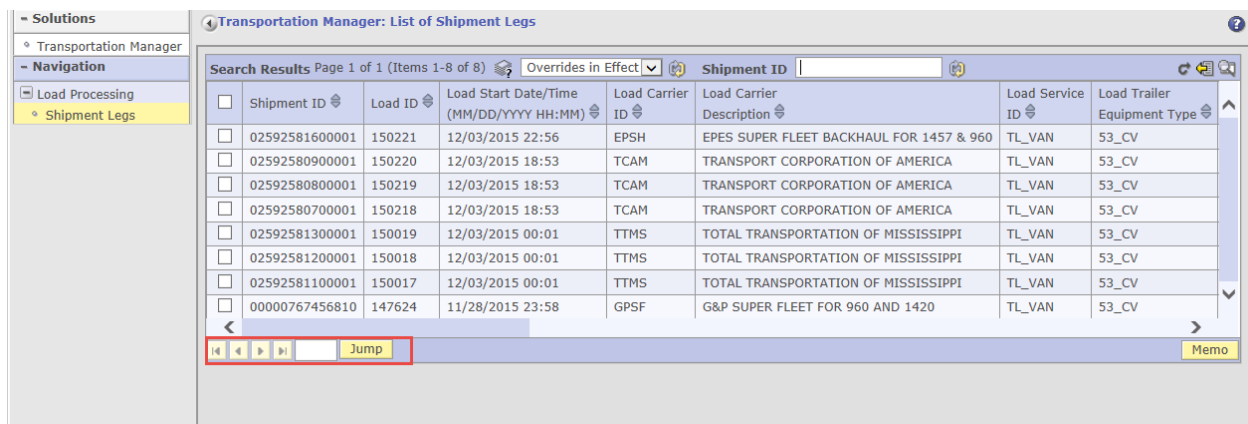 - Solutions
Transportation Manager
- Navigation
Load Processing
Shipment Legs
Transportation Manager: List of Shipment Legs
Search Results Page 1 of 1 (Items 1-8 of 8) Overrides in Effect Shipment ID
Shipment ID Load ID Load Start Date/Time (MM/DD/YYYY HH:MM) Load Carrier ID Load Carrier Description Load Service ID Load Trailer Equipment Type
02592581600001 150221 12/03/2015 22:56 EPSH EPES SUPER FLEET BACKHAUL FOR 1457 & 960 TL_VAN 53_CV
02592580900001 150220 12/03/2015 18:53 TCAM TRANSPORT CORPORATION OF AMERICA TL_VAN 53_CV
02592580800001 150219 12/03/2015 18:53 TCAM TRANSPORT CORPORATION OF AMERICA TL_VAN 53_CV
02592580700001 150218 12/03/2015 18:53 TCAM TRANSPORT CORPORATION OF AMERICA TL_VAN 53_CV
02592581300001 150019 12/03/2015 00:01 TTMS TOTAL TRANSPORTATION OF MISSISSIPPI TL_VAN 53_CV
02592581200001 150018 12/03/2015 00:01 TTMS TOTAL TRANSPORTATION OF MISSISSIPPI TL_VAN 53_CV
02592581100001 150017 12/03/2015 00:01 TTMS TOTAL TRANSPORTATION OF MISSISSIPPI TL_VAN 53_CV
00000767456810 147624 11/28/2015 23:58 GPSF G&P SUPER FLEET FOR 960 AND 1420 TL_VAN 53_CV
Jump Memo